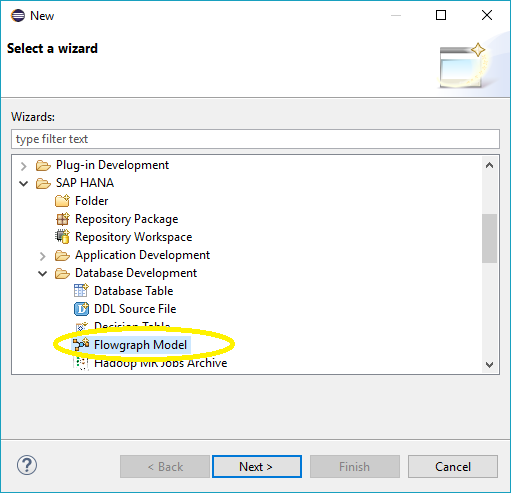 New
Select a wizard
Wizards:
type filter text
Plug-in Development
SAP HANA
Folder
Repository Package
Repository Workspace
Application Development
Database Development
Database Table
DDL Source File
Decision Table
Flowgraph Model
Hadoop MR Jobs Archive
?
< Back
Next >
Finish
Cancel